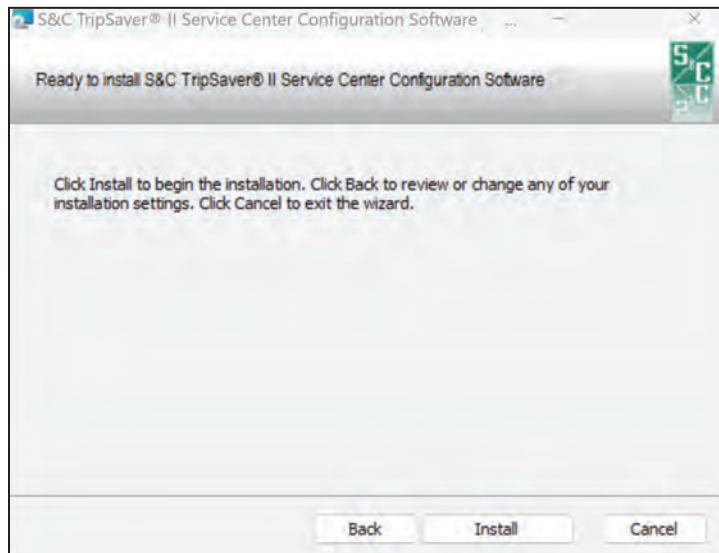 S&C TripSaver® II Service Center Configuration Software ...
Ready to install S&C TripSaver® II Service Center Configuration Software
S&C
Click Install to begin the installation. Click Back to review or change any of your
installation settings. Click Cancel to exit the wizard.
Back Install Cancel